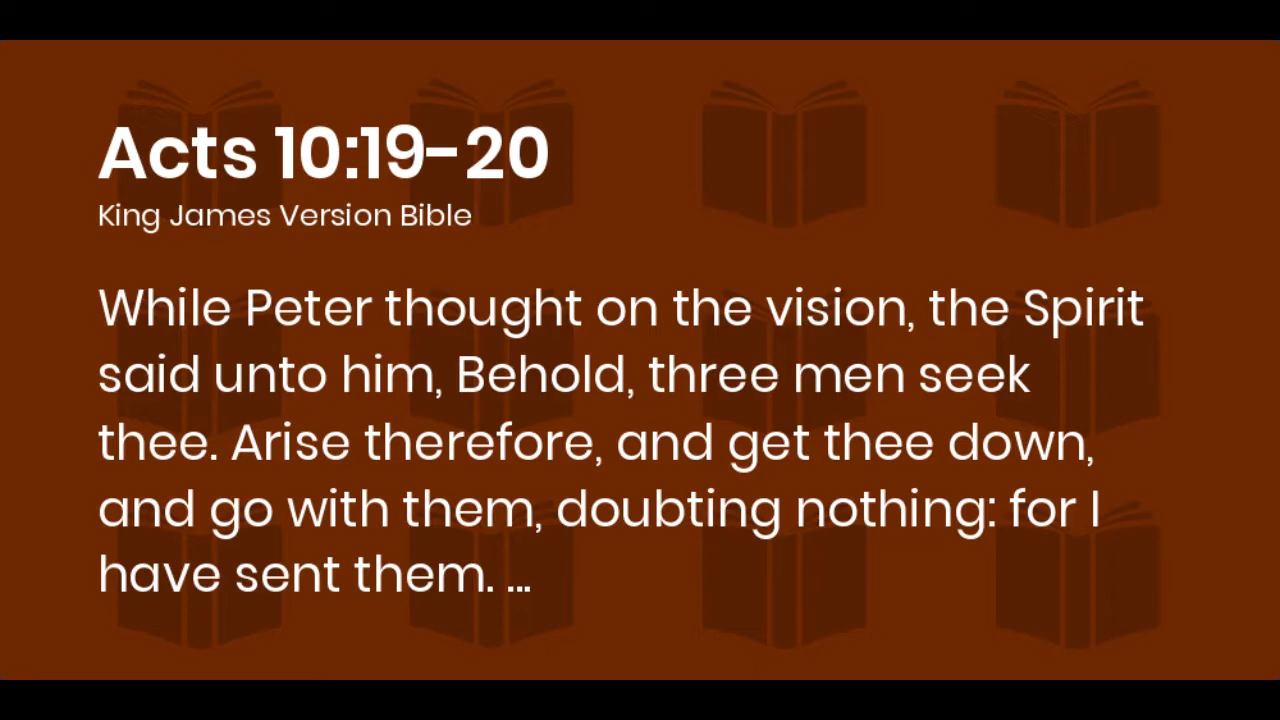 Acts 10:19-20
King James Version Bible
While Peter thought on the vision, the Spirit
said unto him, Behold, three men seek
thee. Arise therefore, and get thee down,
and go with them, doubting nothing: for I
have sent them. ...